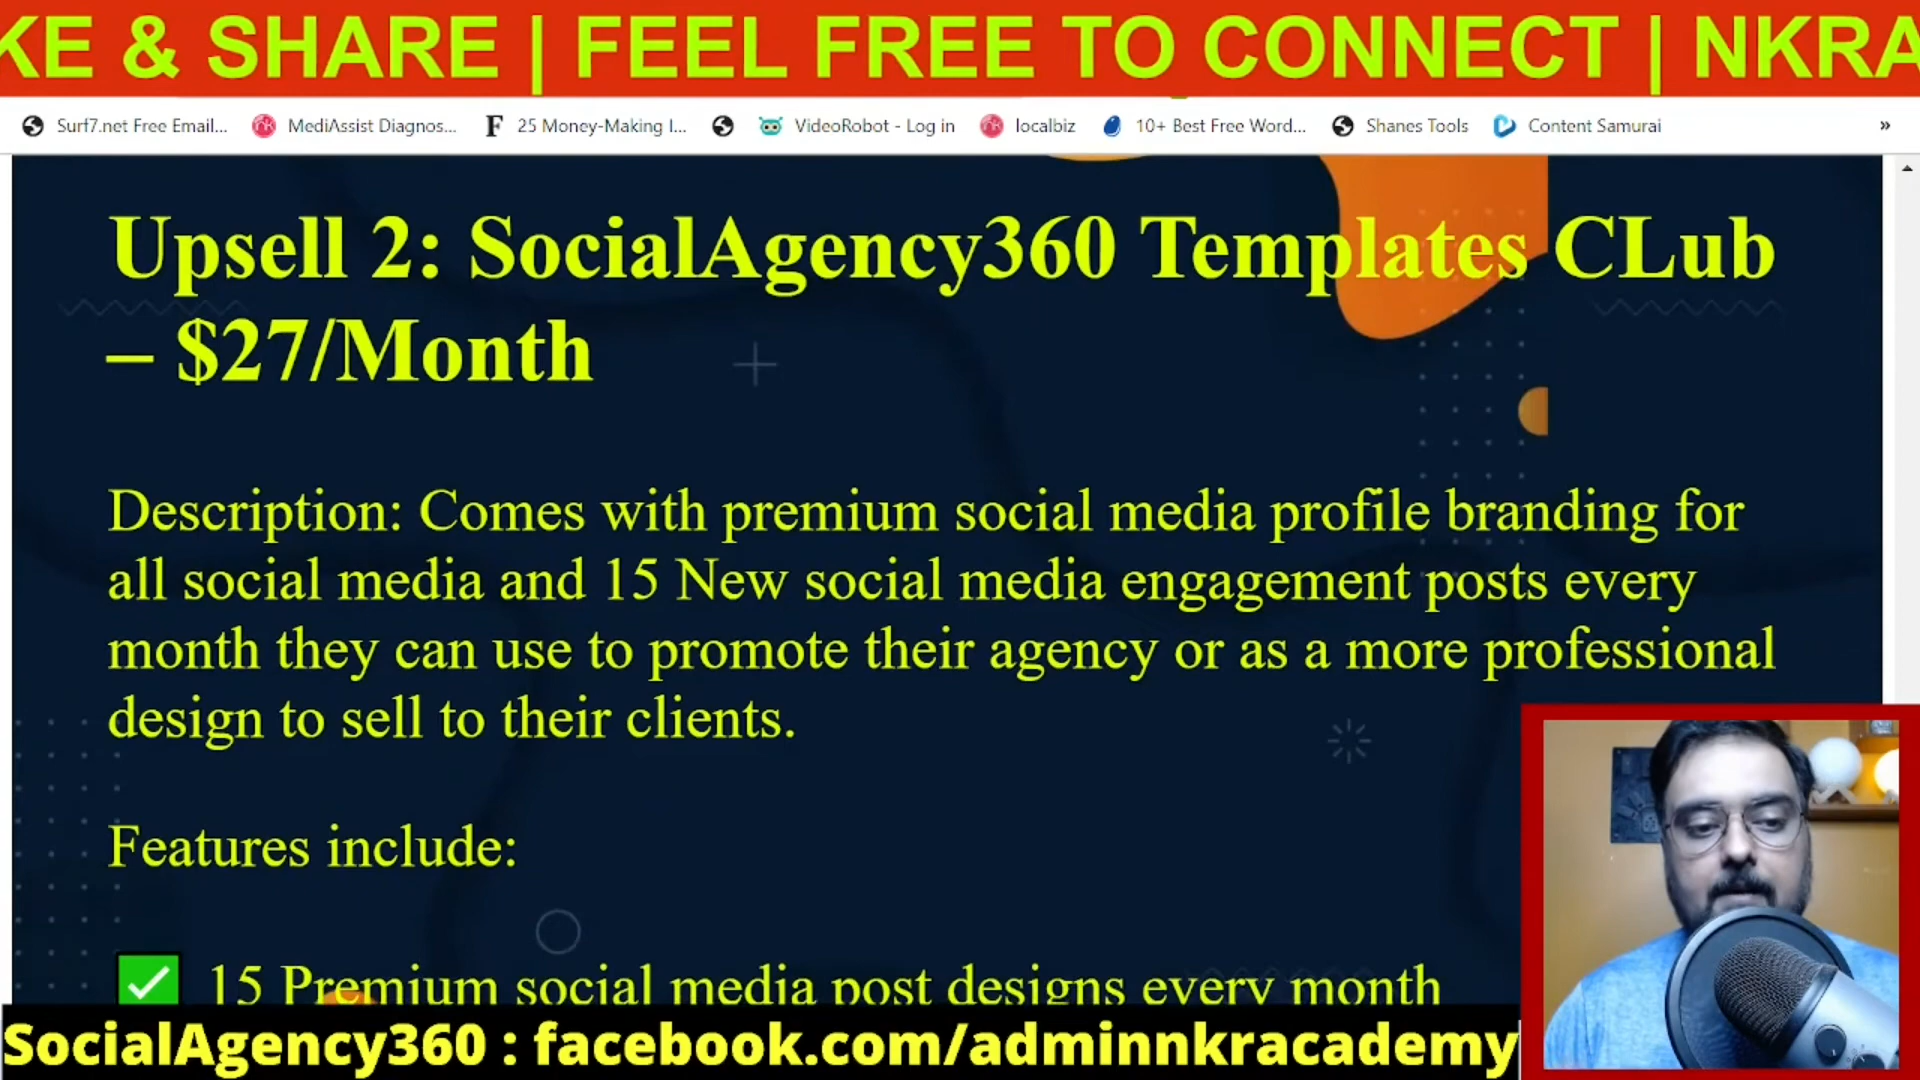 KE & SHARE | FEEL FREE TO CONNECT | NKRA
Surf7.net Free Email... MediAssist Diagnos... 25 Money-Making I... VideoRobot - Log in localbiz 10+ Best Free Word... Shanes Tools Content Samurai »
Upsell 2: SocialAgency360 Templates CLub
– $27/Month
Description: Comes with premium social media profile branding for
all social media and 15 New social media engagement posts every
month they can use to promote their agency or as a more professional
design to sell to their clients.
Features include:
15 Premium social media post designs every month
SocialAgency360 : facebook.com/adminnkracademy